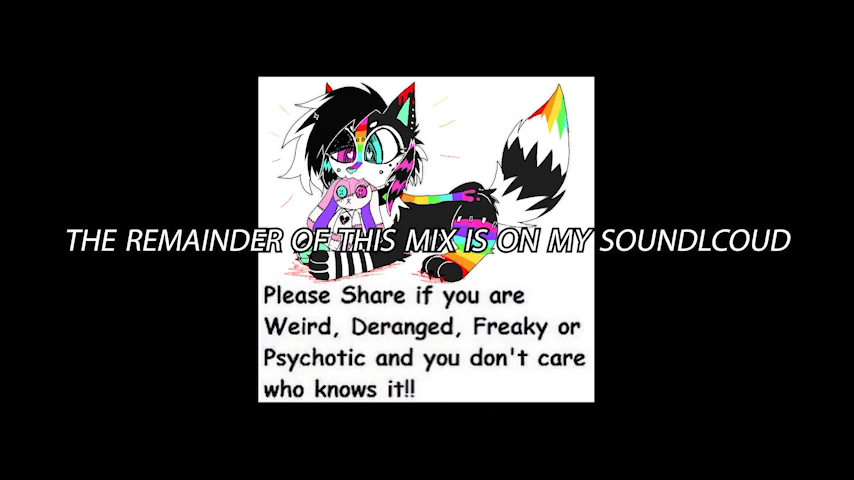 THE REMAINDER OF THIS MIX IS ON MY SOUNDLCOUD
Please Share if you are
Weird, Deranged, Freaky or
Psychotic and you don't care
who knows it!!